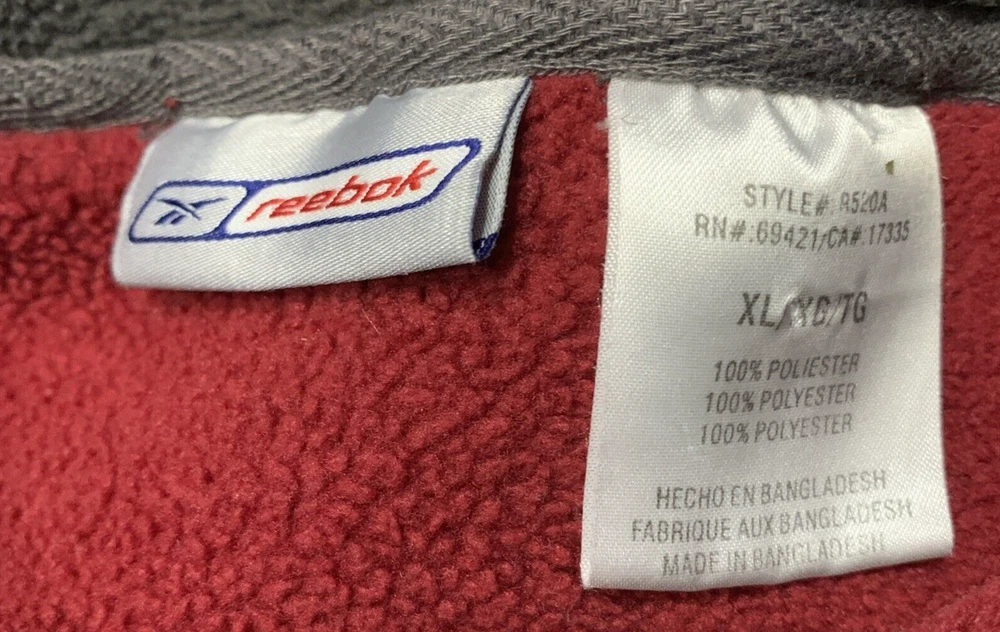 reebok
STYLE#: R520A
RN#:69421/CA#.17335
XL/XG/TG
100% POLIESTER
100% POLYESTER
100% POLYESTER
HECHO EN BANGLADESH
FABRIQUE AUX BANGLADESH
MADE IN BANGLADESH